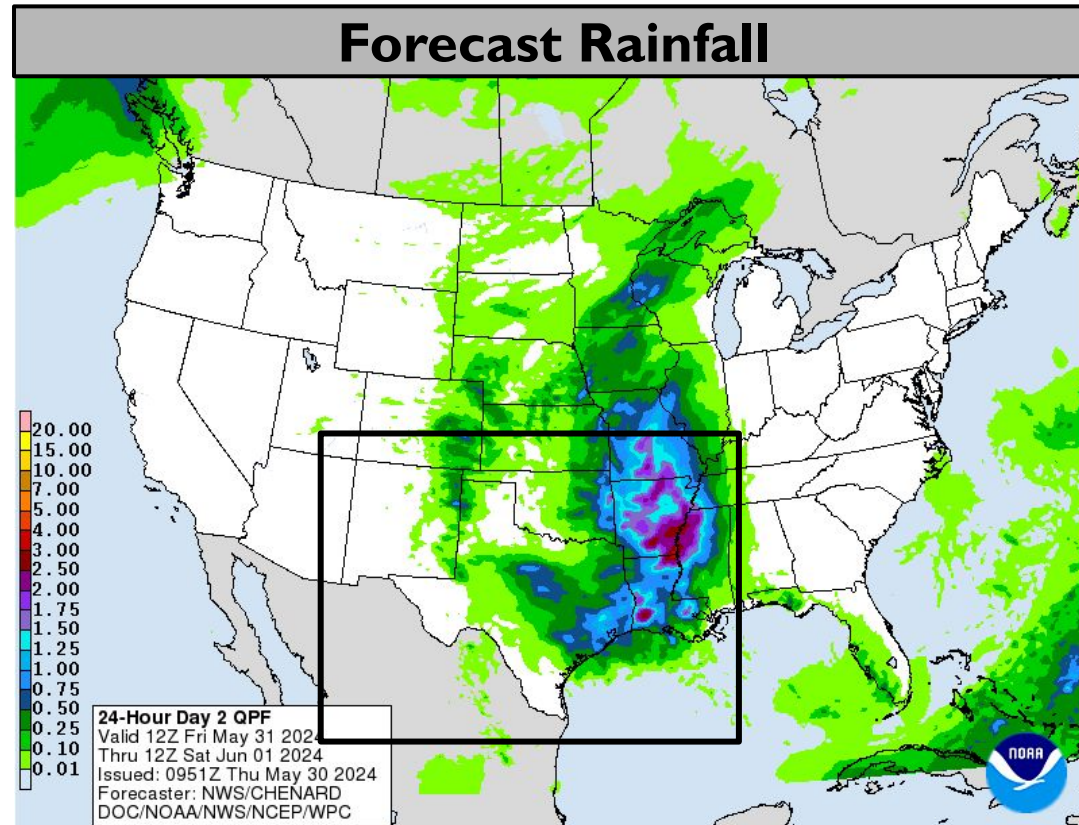 Forecast Rainfall
20.00
15.00
10.00
7.00
5.00
4.00
3.00
2.50
2.00
1.75
1.50
1.25
1.00
0.75
0.50
0.25
0.10
0.01
24-Hour Day 2 QPF
Valid 12Z Fri May 31 2024
Thru 12Z Sat Jun 01 2024
Issued: 0951Z Thu May 30 2024
Forecaster: NWS/CHENARD
DOC/NOAA/NWS/NCEP/WPC
NOAA